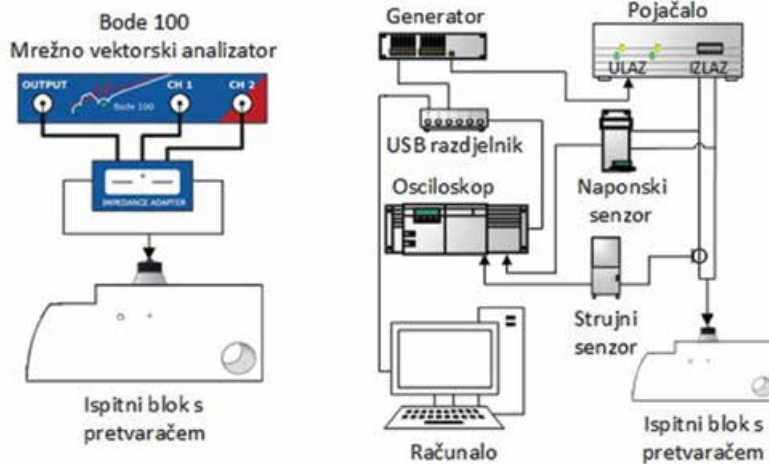 Bode 100
Mrežno vektorski analizator
OUTPUT
CH 1
CH 2
Bode 100
IMPEDANCE ADAPTER
Ispitni blok s
pretvaračem
Generator
Pojačalo
ULAZ
IZLAZ
USB razdjelnik
Osciloskop
Naponski
senzor
Strujni
senzor
Računalo
Ispitni blok s
pretvaračem